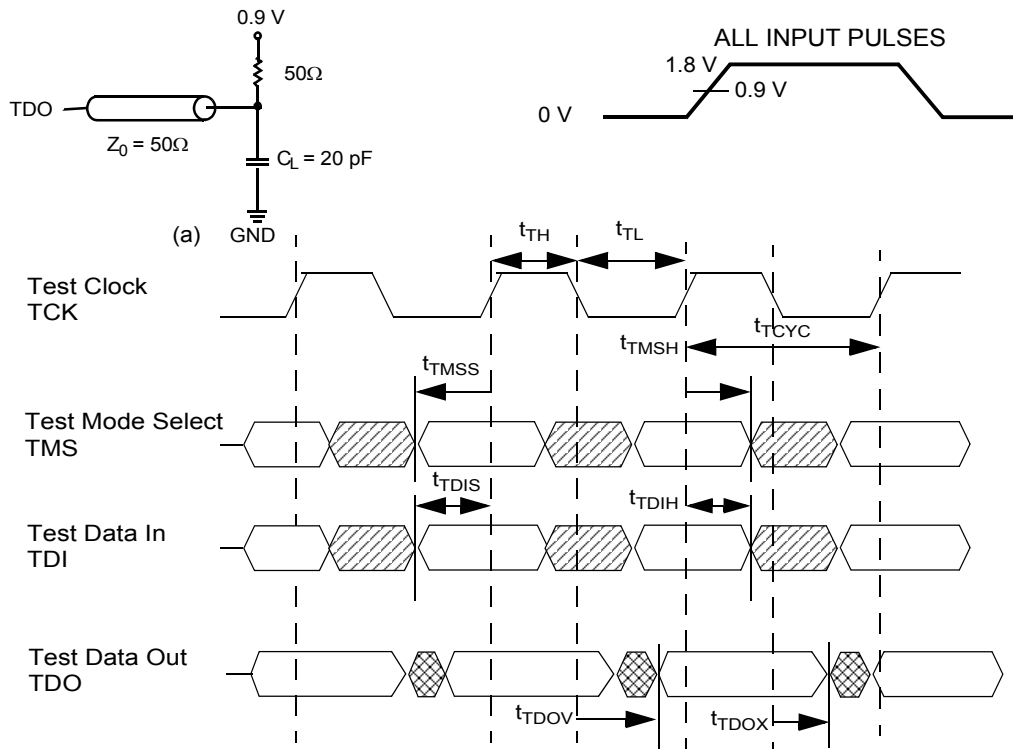 0.9 V
ALL INPUT PULSES
50Ω
1.8 V
0.9 V
TDO
0 V
Z0 = 50Ω
CL = 20 pF
(a)
GND
tTH
tTL
Test Clock
TCK
tTCYC
tTMSH
tTMSS
Test Mode Select
TMS
tTDIS
tTDIH
Test Data In
TDI
Test Data Out
TDO
tTDOV
tTDOX